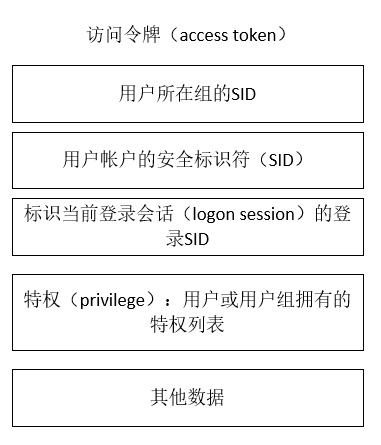 访问令牌（access token）
用户所在组的SID
用户帐户的安全标识符（SID）
标识当前登录会话（logon session）的登
录SID
特权（privilege）：用户或用户组拥有的
特权列表
其他数据